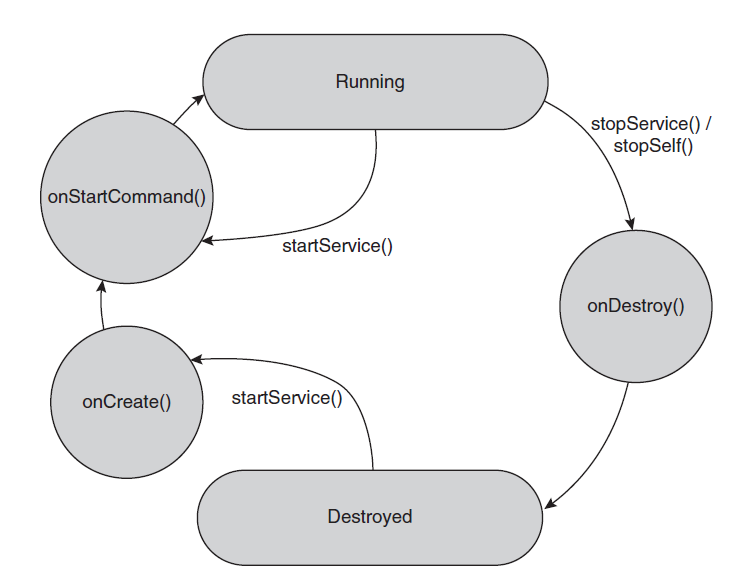 Running
stopService() /
stopSelf()
onStartCommand()
startService()
onDestroy()
onCreate()
startService()
Destroyed